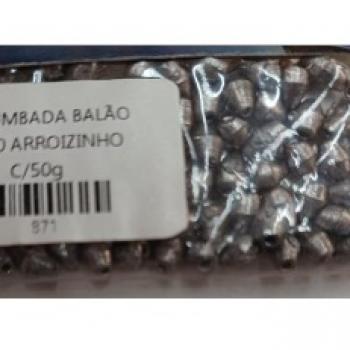 MBADA BALÃO
O ARROIZINHO
C/50g
871